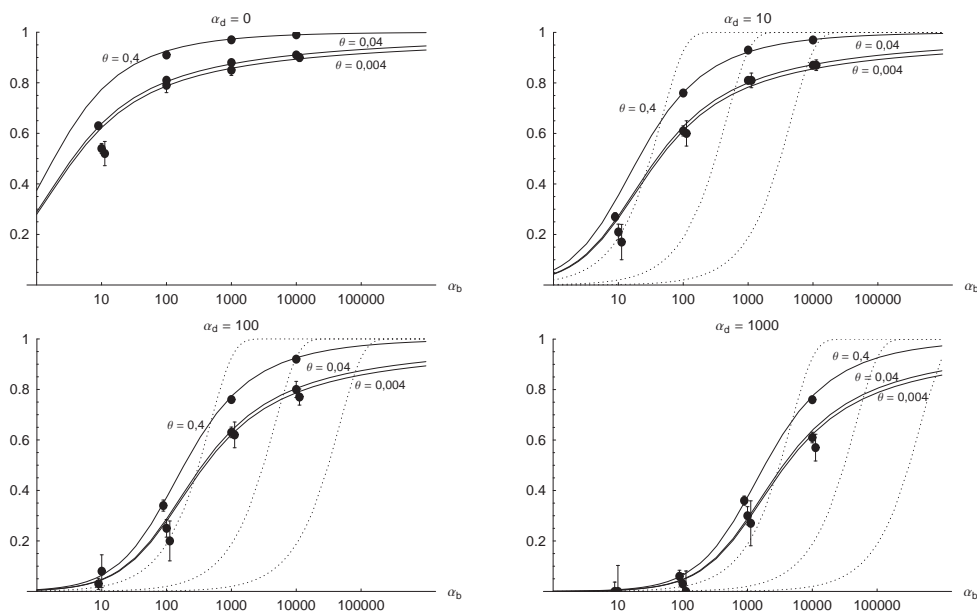 α_d = 0
1
0.8
0.6
0.4
0.2
θ = 0,4
θ = 0,04
θ = 0,004
10
100
1000
10000
100000
α_b
α_d = 10
1
0.8
0.6
0.4
0.2
θ = 0,04
θ = 0,004
θ = 0,4
10
100
1000
10000
100000
α_b
α_d = 100
1
0.8
0.6
0.4
0.2
θ = 0,04
θ = 0,004
θ = 0,4
10
100
1000
10000
100000
α_b
α_d = 1000
1
0.8
0.6
0.4
0.2
θ = 0,4
θ = 0,04
θ = 0,004
10
100
1000
10000
100000
α_b